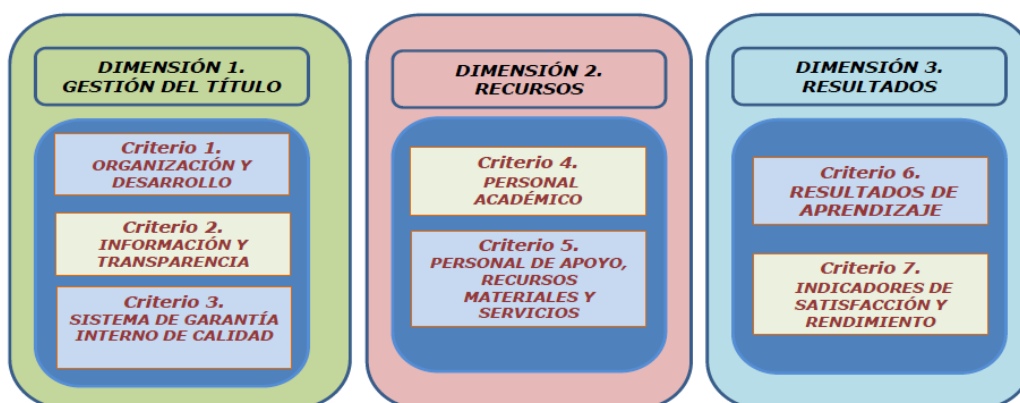 DIMENSIÓN 1.
GESTIÓN DEL TÍTULO
Criterio 1.
ORGANIZACIÓN Y
DESARROLLO
Criterio 2.
INFORMACIÓN Y
TRANSPARENCIA
Criterio 3.
SISTEMA DE GARANTÍA
INTERNO DE CALIDAD
DIMENSIÓN 2.
RECURSOS
Criterio 4.
PERSONAL
ACADÉMICO
Criterio 5.
PERSONAL DE APOYO,
RECURSOS
MATERIALES Y
SERVICIOS
DIMENSIÓN 3.
RESULTADOS
Criterio 6.
RESULTADOS DE
APRENDIZAJE
Criterio 7.
INDICADORES DE
SATISFACCIÓN Y
RENDIMIENTO